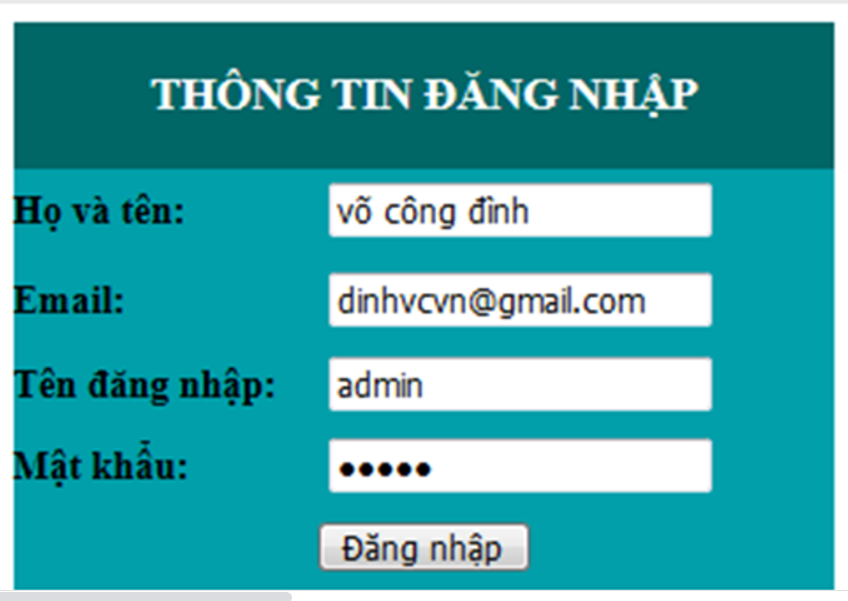 THÔNG TIN ĐĂNG NHẬP
Họ và tên: võ công đình
Email: dinhvcvn@gmail.com
Tên đăng nhập: admin
Mật khẩu: •••••
Đăng nhập